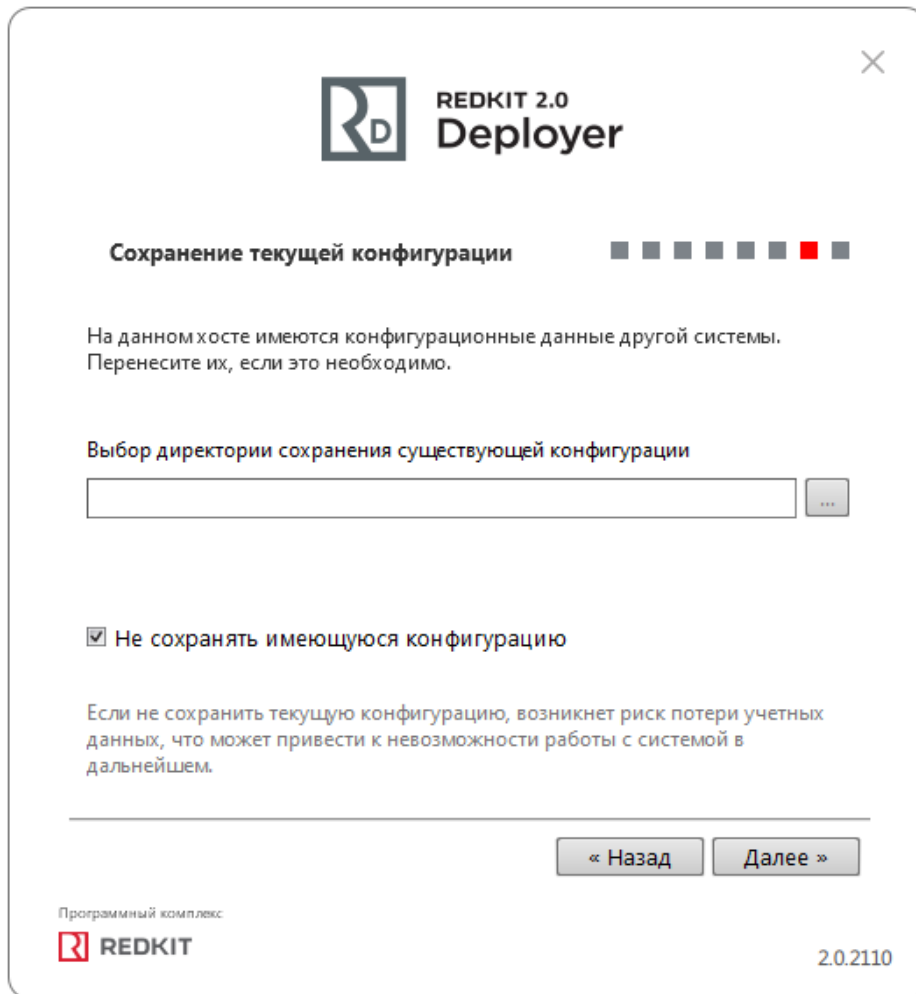 REDKIT 2.0
Deployer
Сохранение текущей конфигурации
На данном хосте имеются конфигурационные данные другой системы.
Перенесите их, если это необходимо.
Выбор директории сохранения существующей конфигурации
...
Не сохранять имеющуюся конфигурацию
Если не сохранить текущую конфигурацию, возникнет риск потери учетных
данных, что может привести к невозможности работы с системой в
дальнейшем.
« Назад
Далее »
Программный комплекс
REDKIT
2.0.2110